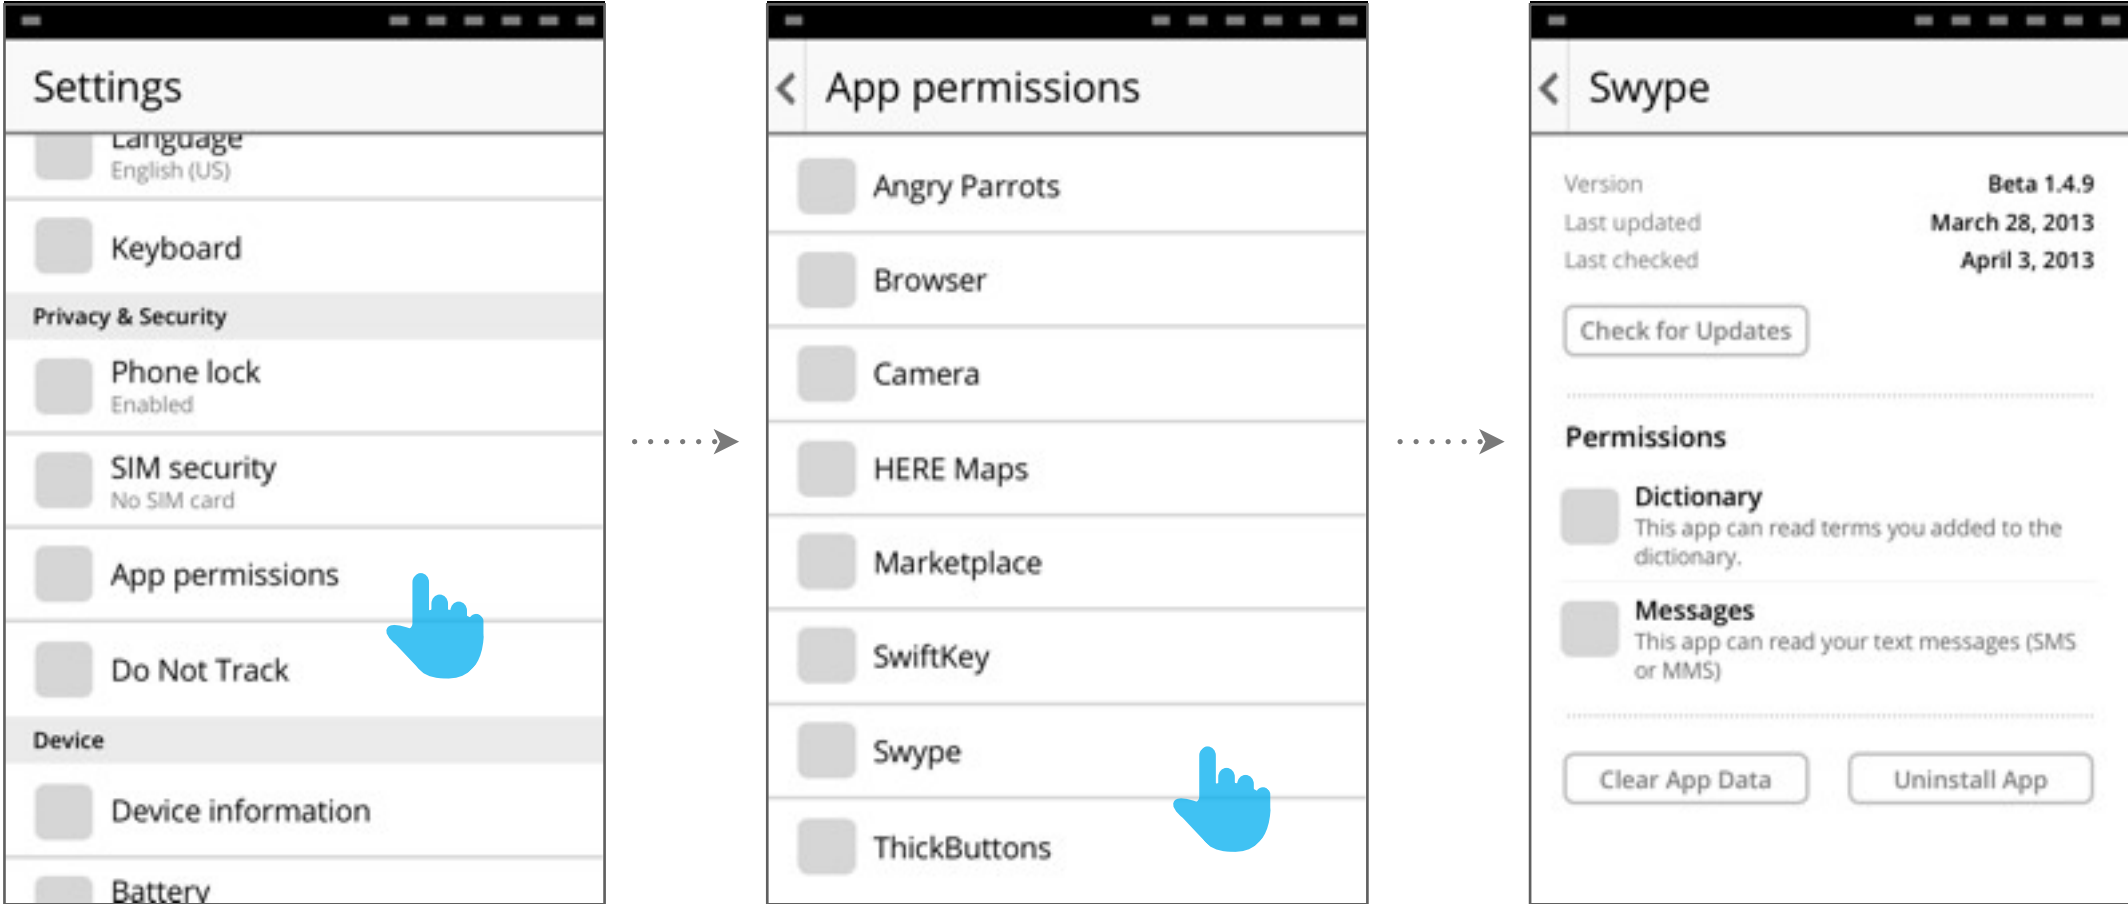 Settings
Language
English (US)
Keyboard
Privacy & Security
Phone lock
Enabled
SIM security
No SIM card
App permissions
Do Not Track
Device
Device information
Battery
App permissions
Angry Parrots
Browser
Camera
HERE Maps
Marketplace
SwiftKey
Swype
ThickButtons
Swype
Version Beta 1.4.9
Last updated March 28, 2013
Last checked April 3, 2013
Check for Updates
Permissions
Dictionary
This app can read terms you added to the
dictionary.
Messages
This app can read your text messages (SMS
or MMS)
Clear App Data Uninstall App